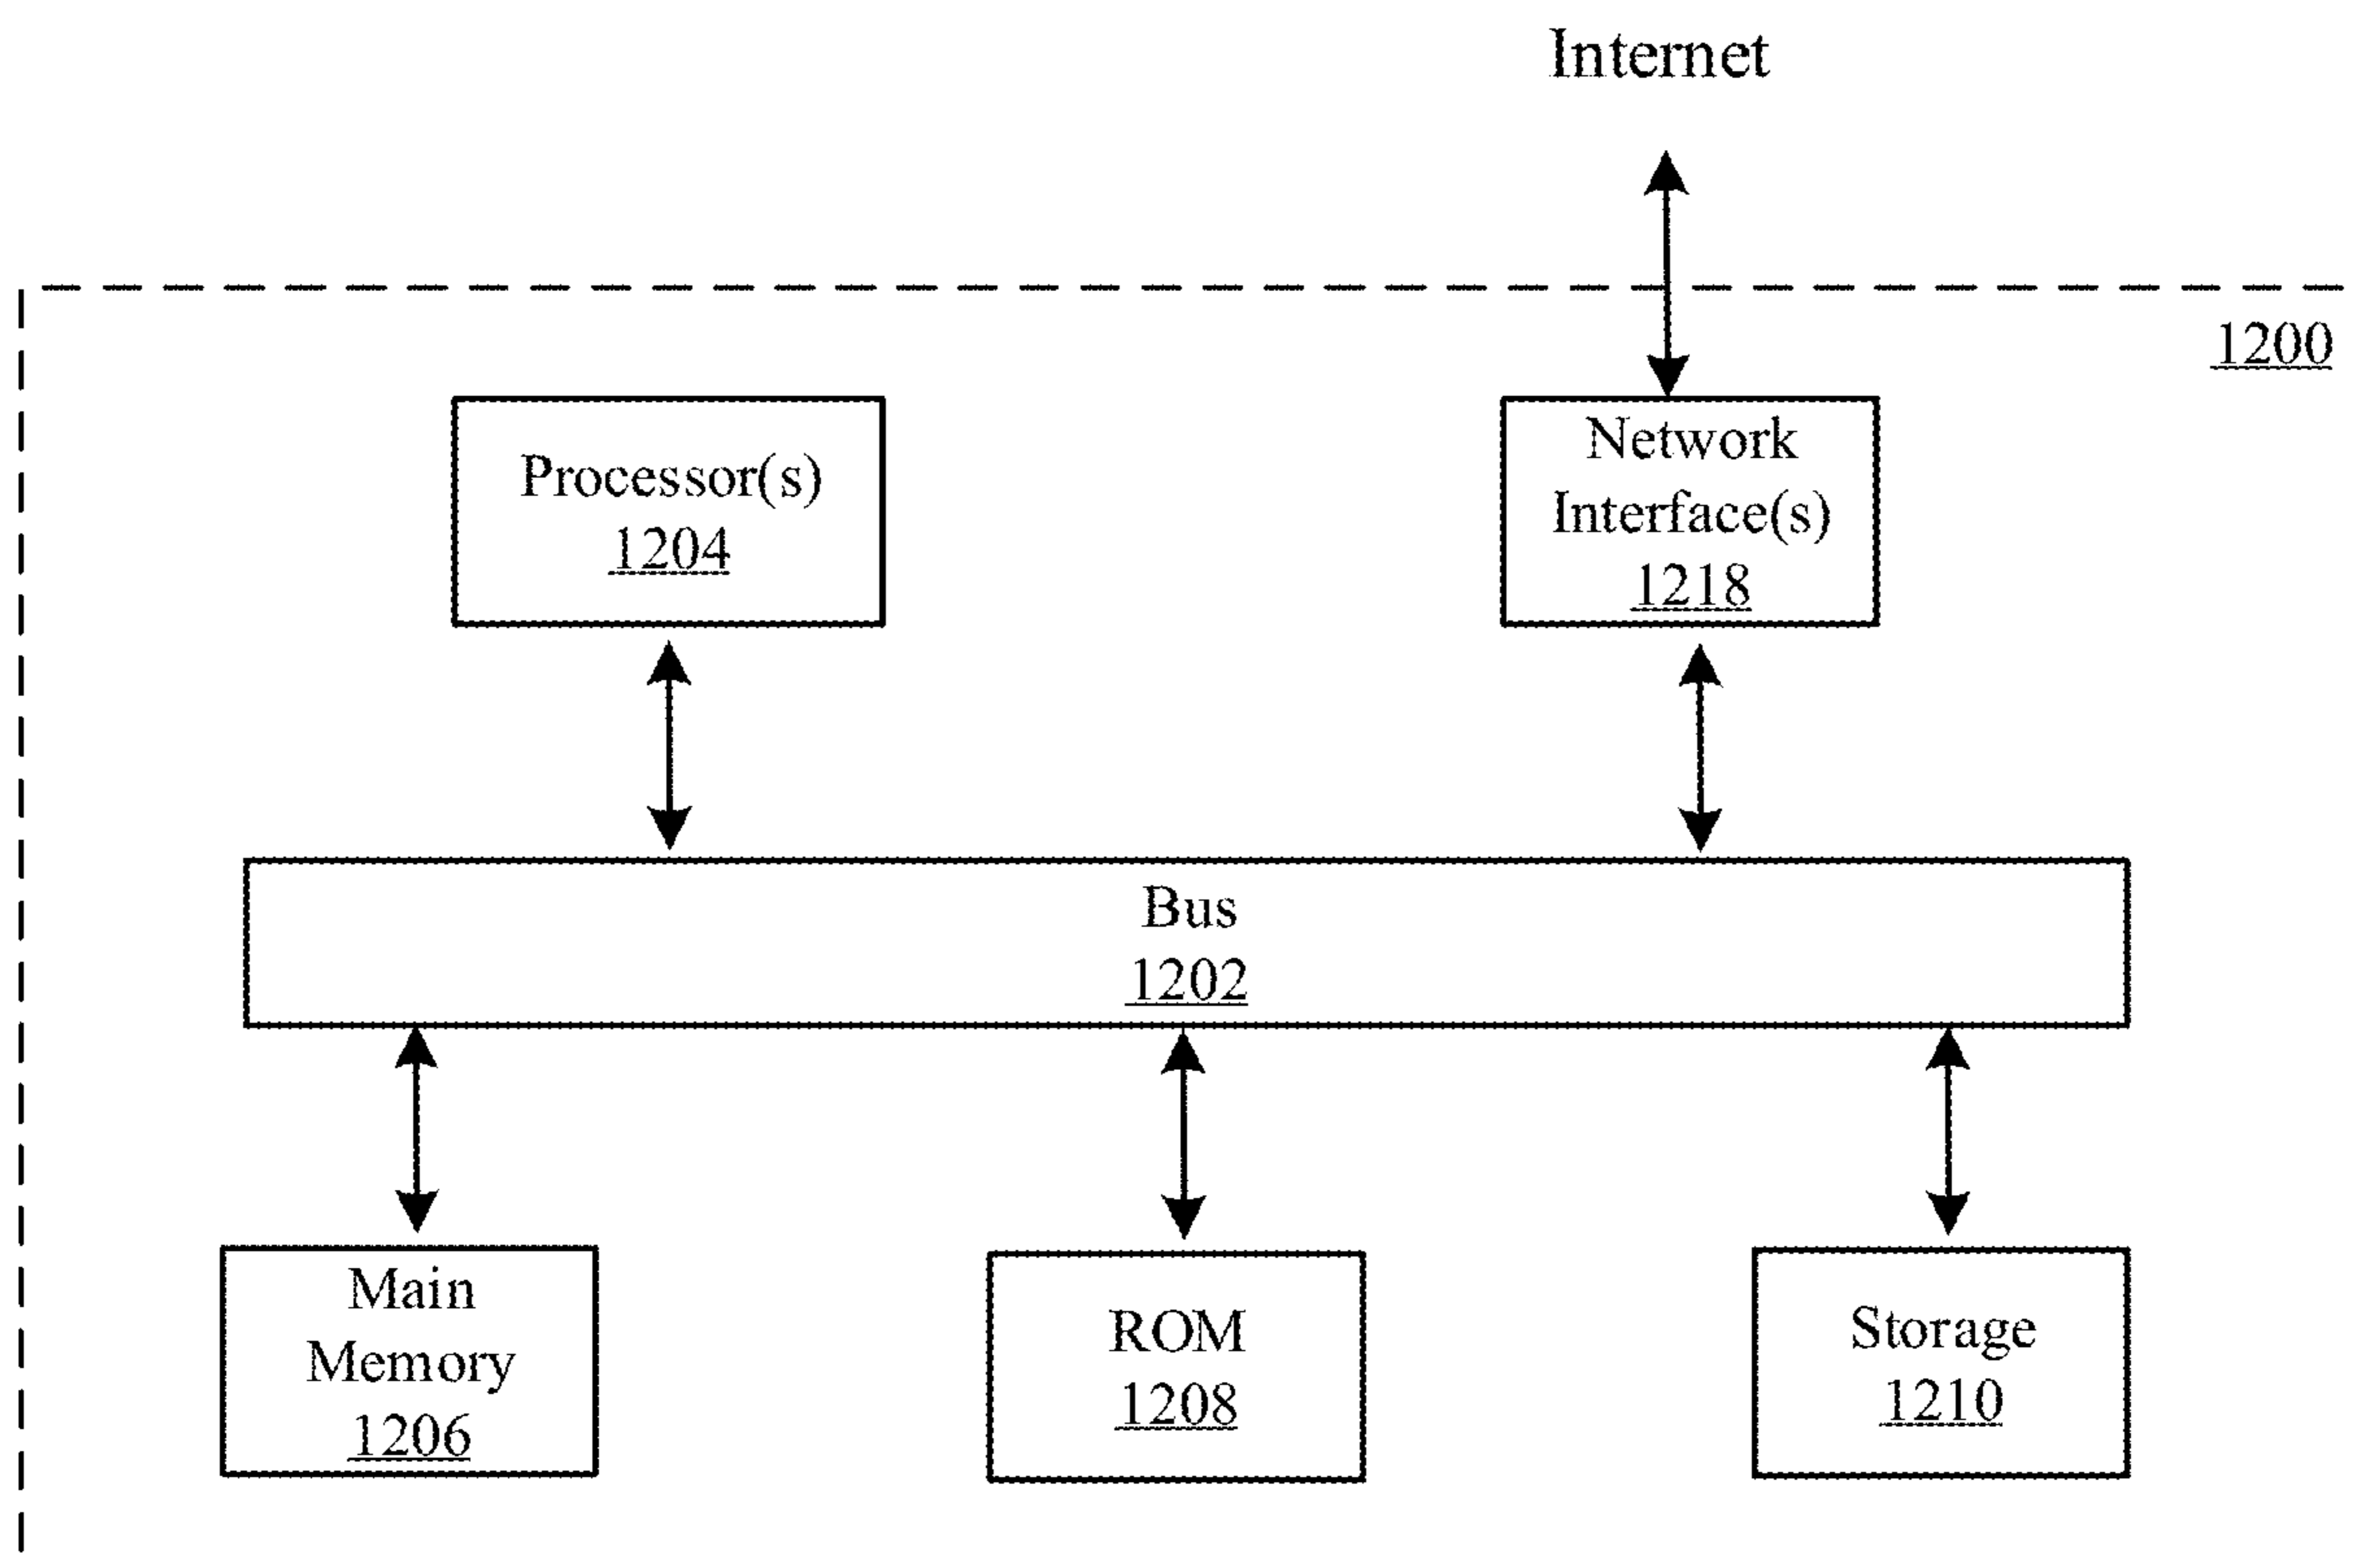 Internet
1200
Processor(s)
1204
Network
Interface(s)
1218
Bus
1202
Main
Memory
1206
ROM
1208
Storage
1210